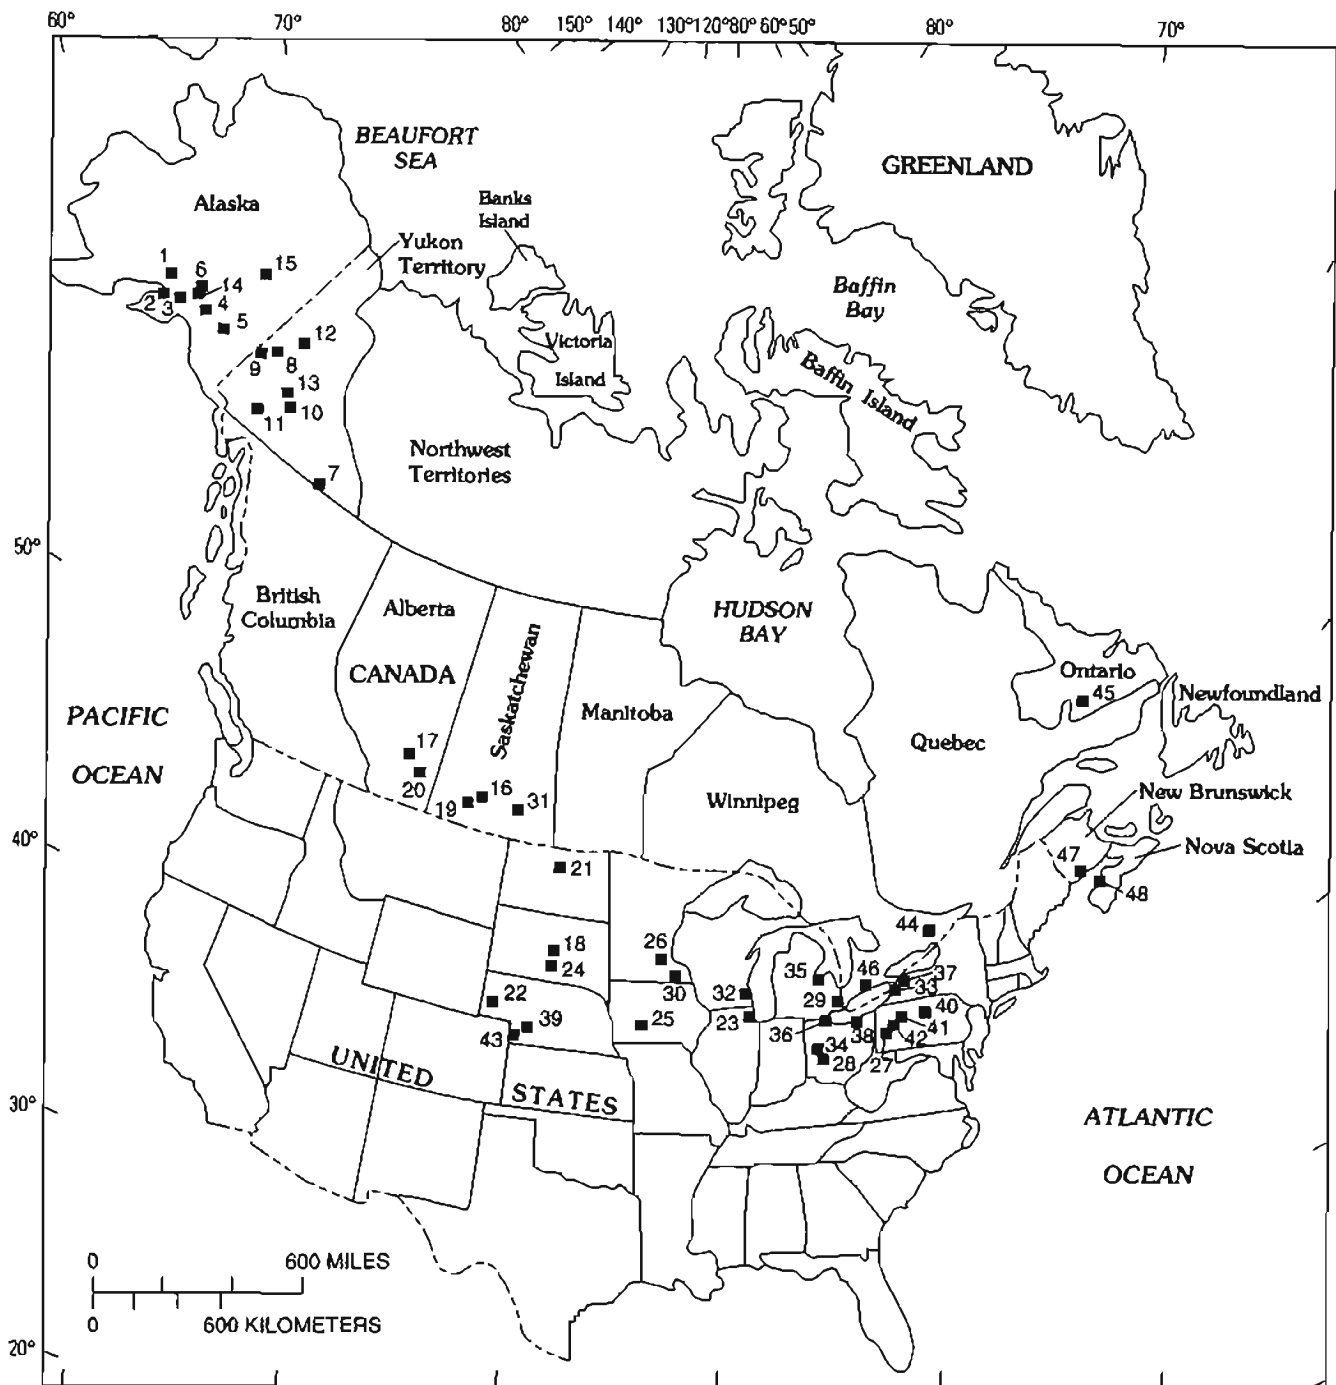 60° 70° 80° 150° 140° 130° 120° 80° 60° 50° 80° 70°
BEAUFORT
SEA
GREENLAND
Alaska
Banks
Island
Yukon
Territory
1
6
14
15
2
3
4
5
Baffin
Bay
12
9
8
Victoria
Island
Baffin Island
13
11
10
Northwest
Territories
7
50°
British
Columbia
Alberta
HUDSON
BAY
Saskatchewan
CANADA
Ontario
45
Newfoundland
PACIFIC
OCEAN
Manitoba
Quebec
17
20
19
16
31
Winnipeg
New Brunswick
40°
47
Nova Scotia
21
48
44
18
24
26
30
35
46
37
33
22
32
29
40
39
43
25
23
36
38
41
42
34
28
27
UNITED
STATES
30°
ATLANTIC
OCEAN
0 600 MILES
0 600 KILOMETERS
20°